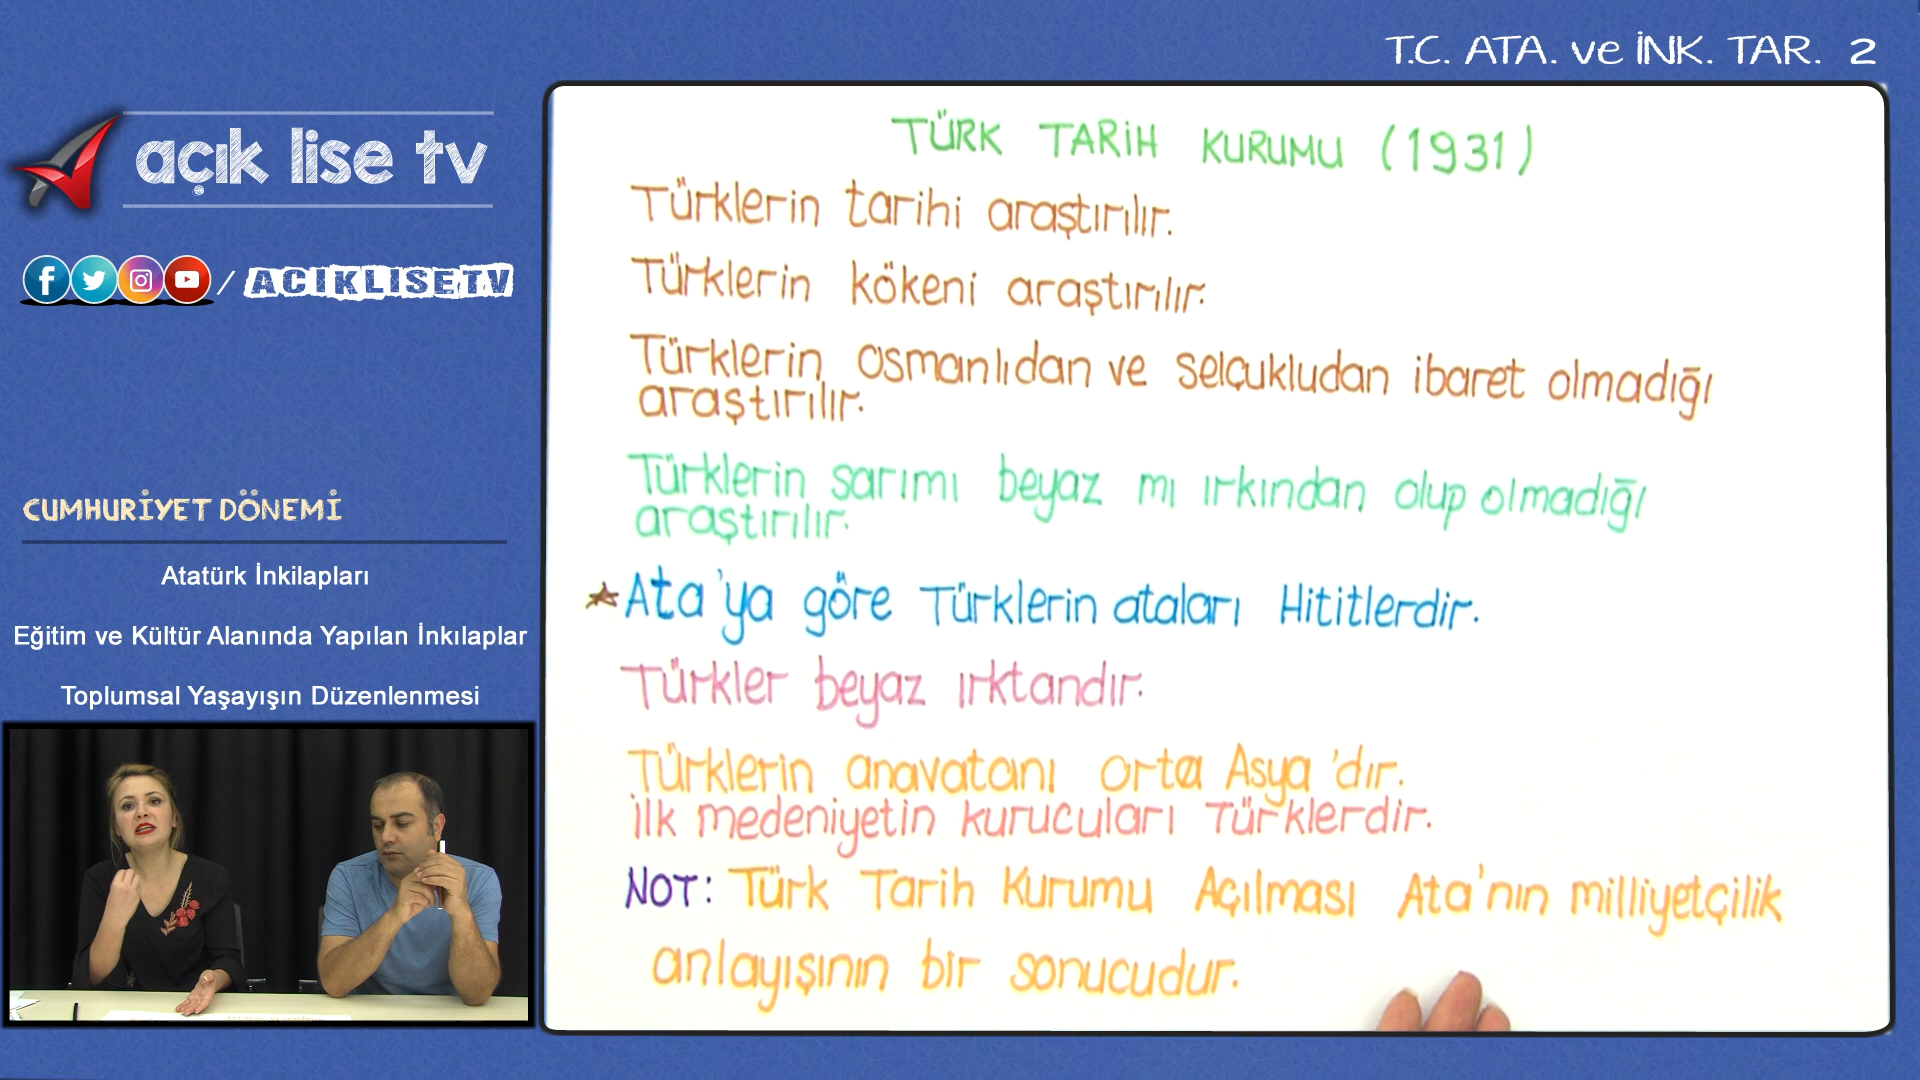 T.C. ATA. ve İNK. TAR. 2
açık lise tv
/ ACIKLISETV
CUMHURİYET DÖNEMİ
Atatürk İnkilapları
Eğitim ve Kültür Alanında Yapılan İnkılaplar
Toplumsal Yaşayışın Düzenlenmesi
TÜRK TARİH KURUMU (1931)
Türklerin tarihi araştırılır.
Türklerin kökeni araştırılır.
Türklerin Osmanlıdan ve Selçukludan ibaret olmadığı
araştırılır.
Türklerin sarımı beyaz mı ırkından olup olmadığı
araştırılır.
Ata'ya göre Türklerin ataları Hititlerdir.
Türkler beyaz ırktandır.
Türklerin anavatanı orta Asya'dır.
ilk medeniyetin kurucuları Türklerdir.
NOT: Türk Tarih Kurumu Açılması Ata'nın milliyetçilik
anlayışının bir sonucudur.